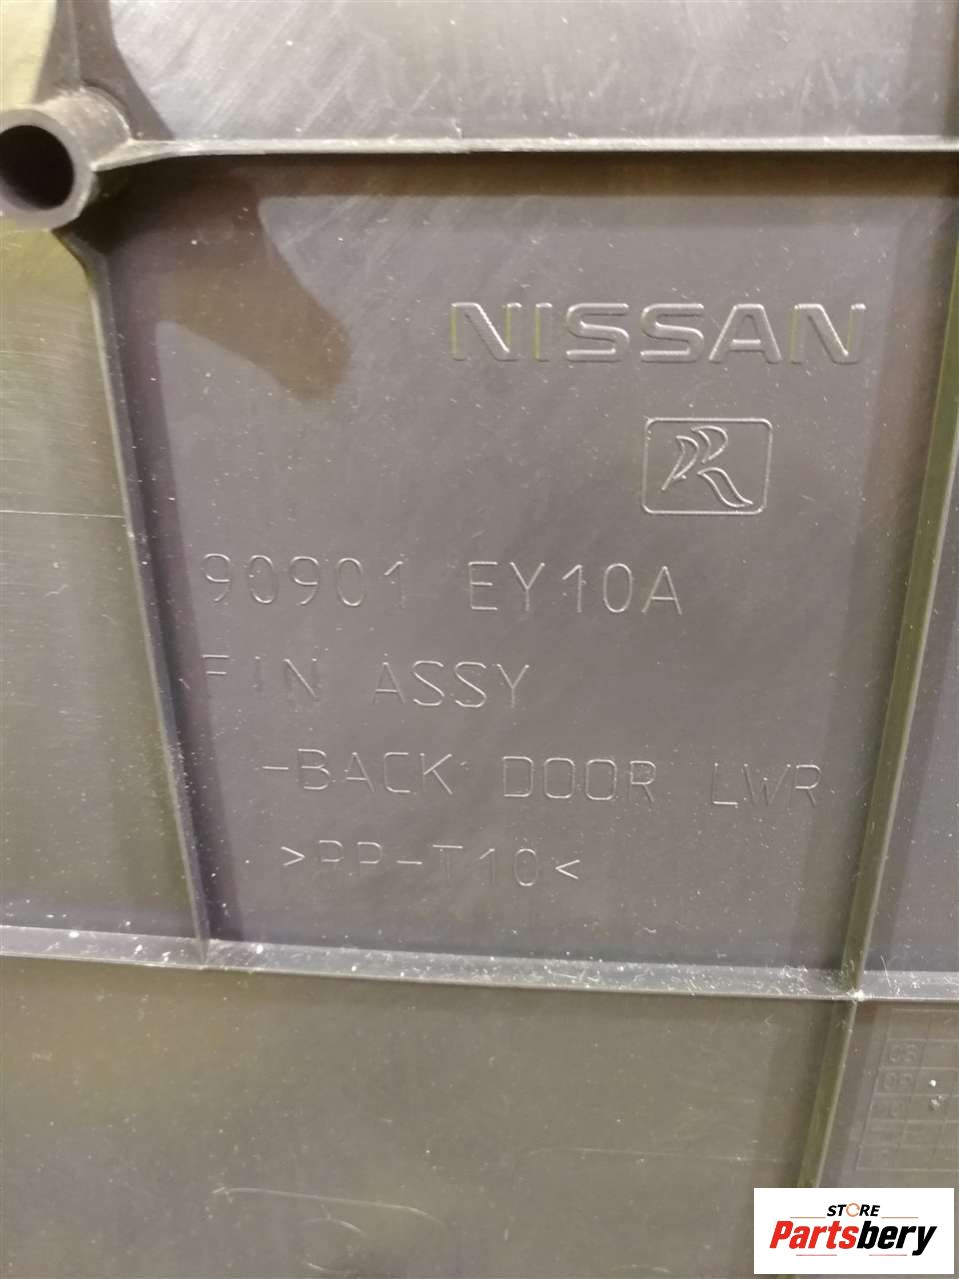 NISSAN
R
90901 EY10A
FIN ASSY
-BACK DOOR LWR
>PP-T10<
STORE
Partsbery